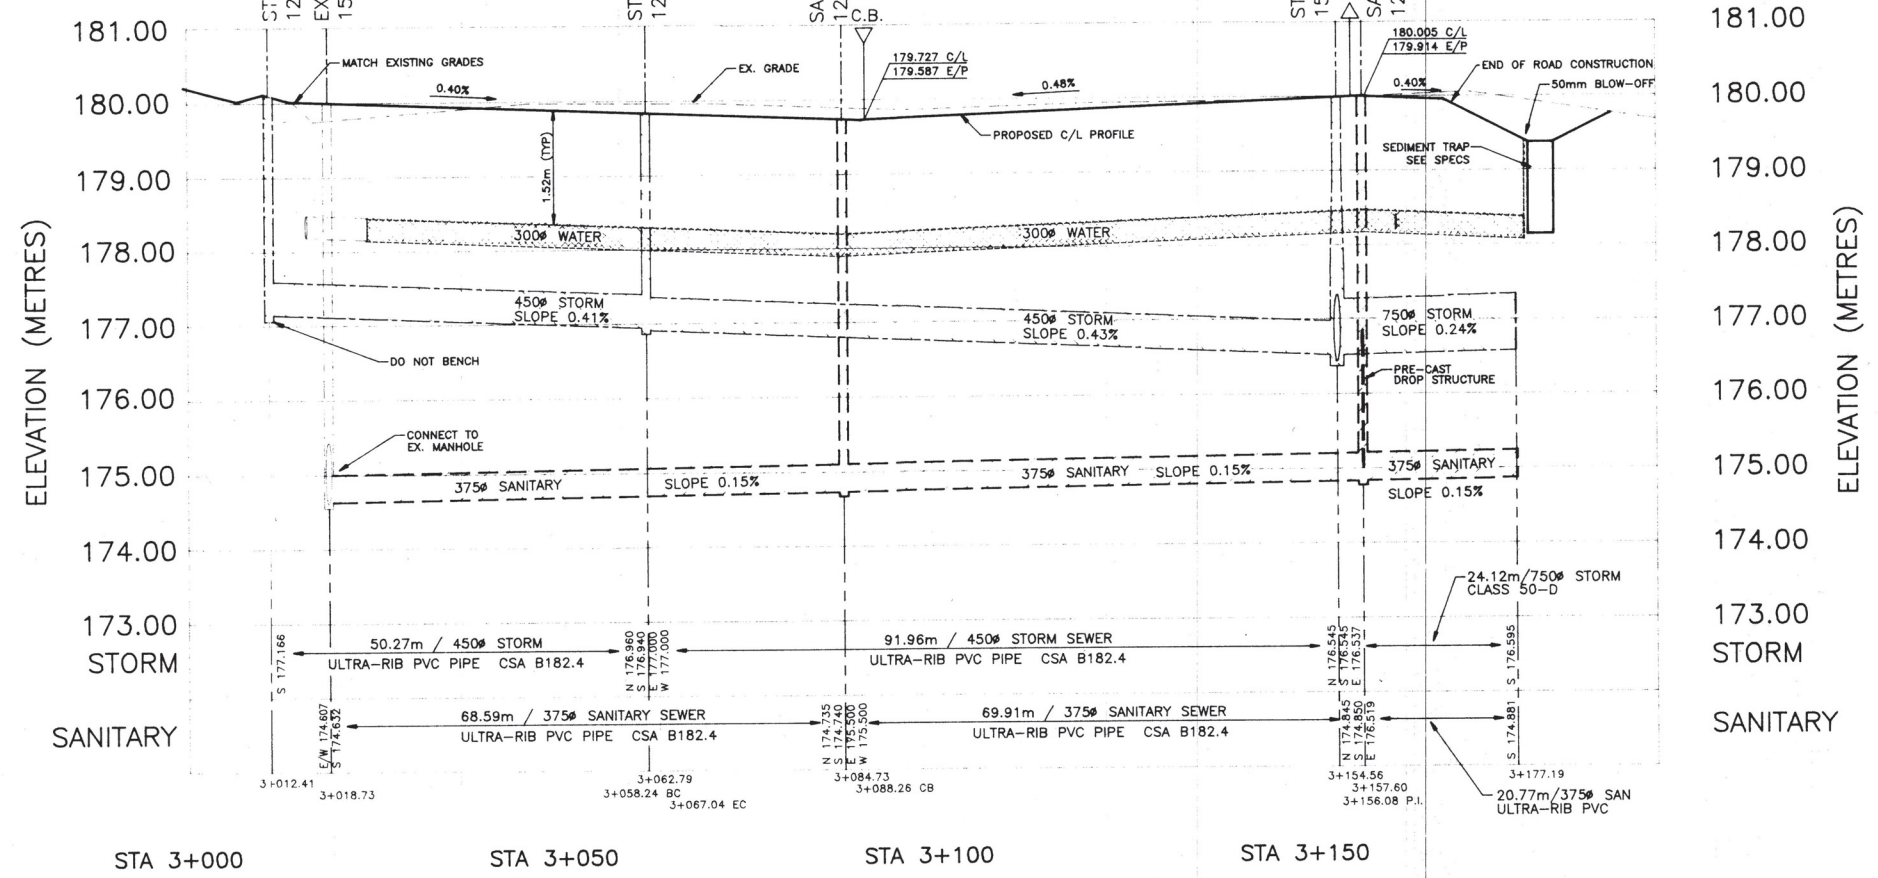 181.00
180.00
179.00
178.00
177.00
176.00
175.00
174.00
173.00
STORM
SANITARY
ELEVATION (METRES)
C.B.
MATCH EXISTING GRADES
EX. GRADE
0.40%
179.727 C/L
179.587 E/P
0.48%
180.005 C/L
179.914 E/P
0.40%
END OF ROAD CONSTRUCTION
50mm BLOW-OFF
PROPOSED C/L PROFILE
1.52m (TYP)
SEDIMENT TRAP
SEE SPECS
300ø WATER
300ø WATER
450ø STORM
SLOPE 0.41%
450ø STORM
SLOPE 0.43%
750ø STORM
SLOPE 0.24%
DO NOT BENCH
PRE-CAST
DROP STRUCTURE
CONNECT TO
EX. MANHOLE
375ø SANITARY
SLOPE 0.15%
375ø SANITARY SLOPE 0.15%
375ø SANITARY
SLOPE 0.15%
24.12m/750ø STORM
CLASS 50-D
S 177.166
50.27m / 450ø STORM
ULTRA-RIB PVC PIPE CSA B182.4
N 176.960
S 176.940
E 177.000
W 177.000
91.96m / 450ø STORM SEWER
ULTRA-RIB PVC PIPE CSA B182.4
N 176.545
S 176.545
E 176.537
S 176.595
E/W 174.607
S 174.632
68.59m / 375ø SANITARY SEWER
ULTRA-RIB PVC PIPE CSA B182.4
N 174.735
S 174.740
E 175.500
W 175.500
69.91m / 375ø SANITARY SEWER
ULTRA-RIB PVC PIPE CSA B182.4
N 174.845
S 174.850
E 176.519
S 174.881
20.77m/375ø SAN
ULTRA-RIB PVC
3+012.41
3+018.73
3+062.79
3+058.24 BC
3+067.04 EC
3+084.73
3+088.26 CB
3+154.56
3+157.60
3+156.08 P.I.
3+177.19
STA 3+000
STA 3+050
STA 3+100
STA 3+150
181.00
180.00
179.00
178.00
177.00
176.00
175.00
174.00
173.00
STORM
SANITARY
ELEVATION (METRES)